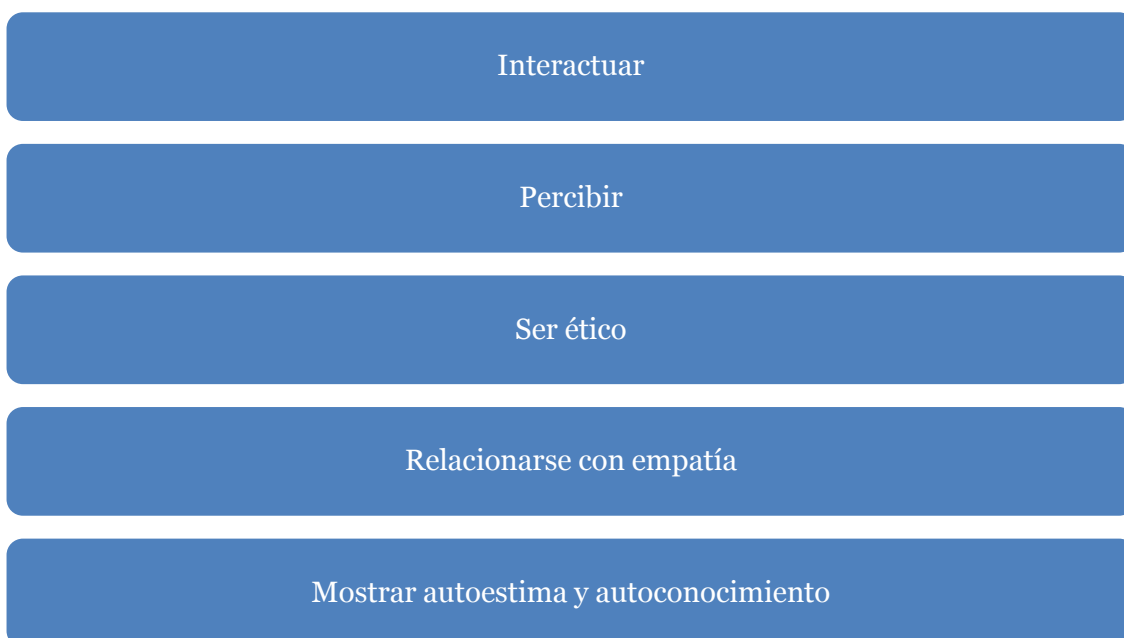 Interactuar
Percibir
Ser ético
Relacionarse con empatía
Mostrar autoestima y autoconocimiento